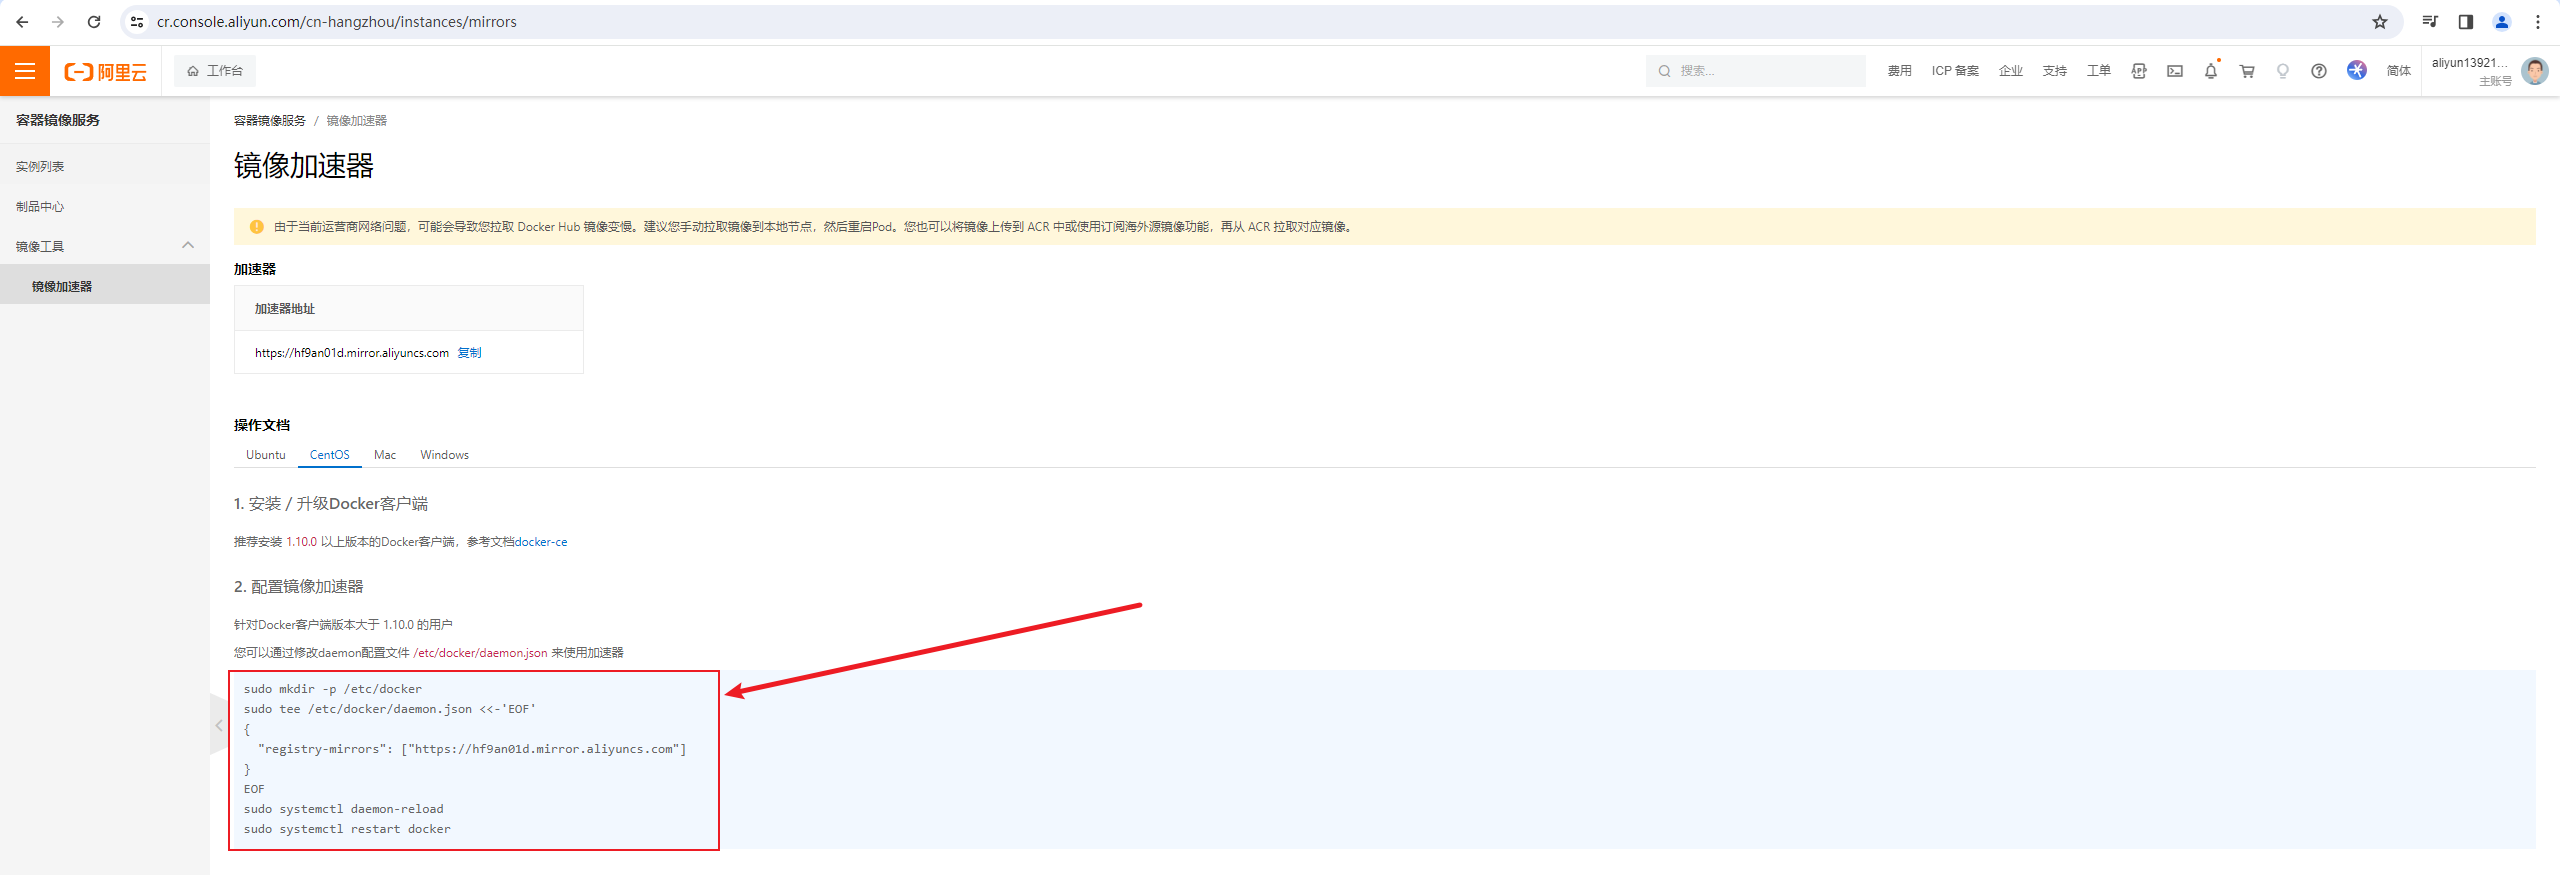 cr.console.aliyun.com/cn-hangzhou/instances/mirrors
阿里云
工作台
搜索...
费用
ICP 备案
企业
支持
工单
简体
aliyun13921...
主账号
容器镜像服务
实例列表
制品中心
镜像工具
镜像加速器
容器镜像服务 / 镜像加速器
镜像加速器
由于当前运营商网络问题，可能会导致您拉取 Docker Hub 镜像变慢。建议您手动拉取镜像到本地节点，然后重启Pod。您也可以将镜像上传到 ACR 中或使用订阅海外源镜像功能，再从 ACR 拉取对应镜像。
加速器
加速器地址
https://hf9an01d.mirror.aliyuncs.com 复制
操作文档
Ubuntu CentOS Mac Windows
1. 安装 / 升级Docker客户端
推荐安装 1.10.0 以上版本的Docker客户端，参考文档docker-ce
2. 配置镜像加速器
针对Docker客户端版本大于 1.10.0 的用户
您可以通过修改daemon配置文件 /etc/docker/daemon.json 来使用加速器
sudo mkdir -p /etc/docker
sudo tee /etc/docker/daemon.json <<-'EOF'
{
  "registry-mirrors": ["https://hf9an01d.mirror.aliyuncs.com"]
}
EOF
sudo systemctl daemon-reload
sudo systemctl restart docker